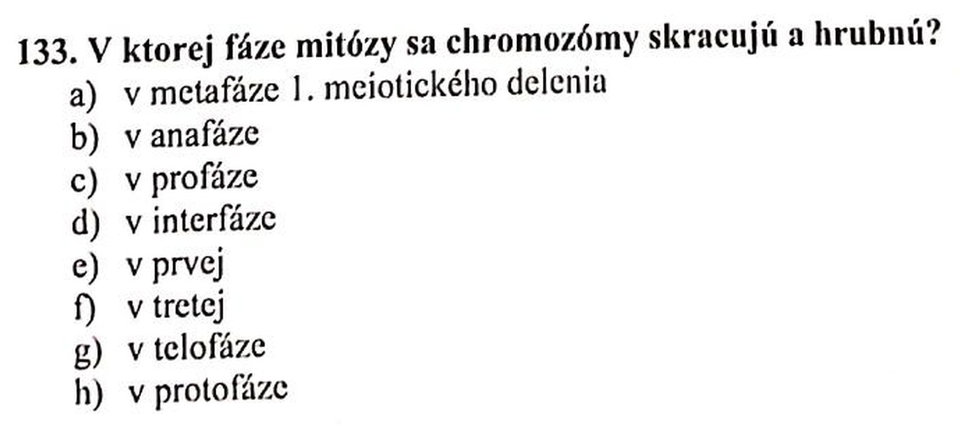 133. V ktorej fáze mitózy sa chromozómy skracujú a hrubnú?
a) v metafáze 1. meiotického delenia
b) v anafáze
c) v profáze
d) v interfáze
e) v prvej
f) v tretej
g) v telofáze
h) v protofáze